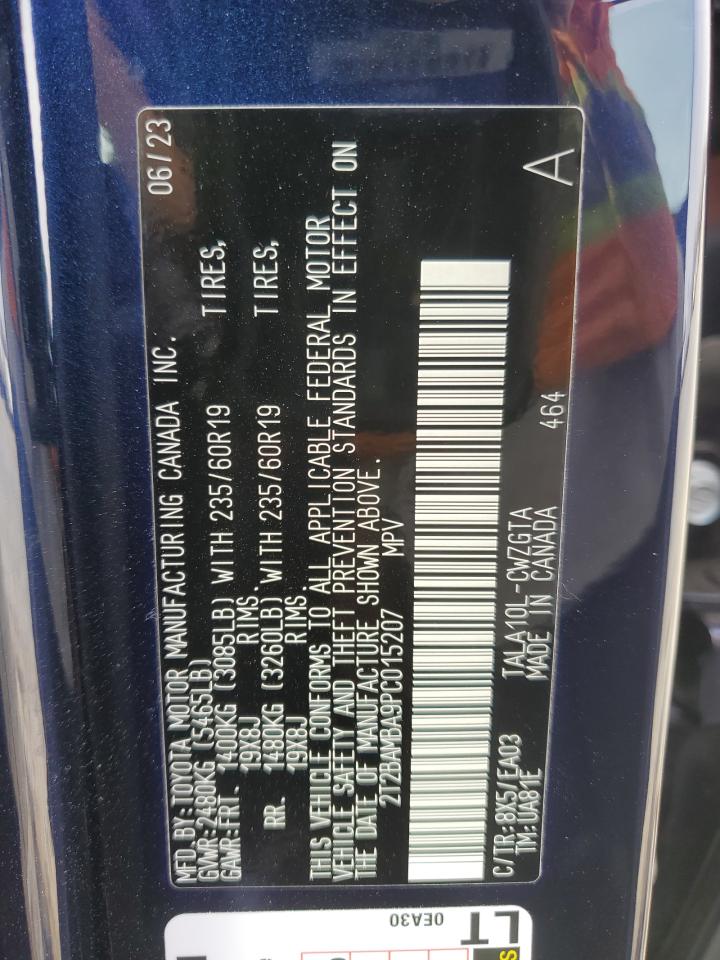 MFD.BY:TOYOTA MOTOR MANUFACTURING CANADA INC. 06/23
GVWR:2480KG (5465LB)
GAWR:FRT. 1400KG (3085LB) WITH 235/60R19 TIRES,
19X8J RIMS.
RR. 1480KG (3260LB) WITH 235/60R19 TIRES,
19X8J RIMS.
THIS VEHICLE CONFORMS TO ALL APPLICABLE FEDERAL MOTOR
VEHICLE SAFETY AND THEFT PREVENTION STANDARDS IN EFFECT ON
THE DATE OF MANUFACTURE SHOWN ABOVE.
2T2BAMBA9PC015207 MPV
C/TR:8X5/EA03 TALA10L-CWZGTA
TM:UA81E MADE IN CANADA 464 A
LT
0EA30